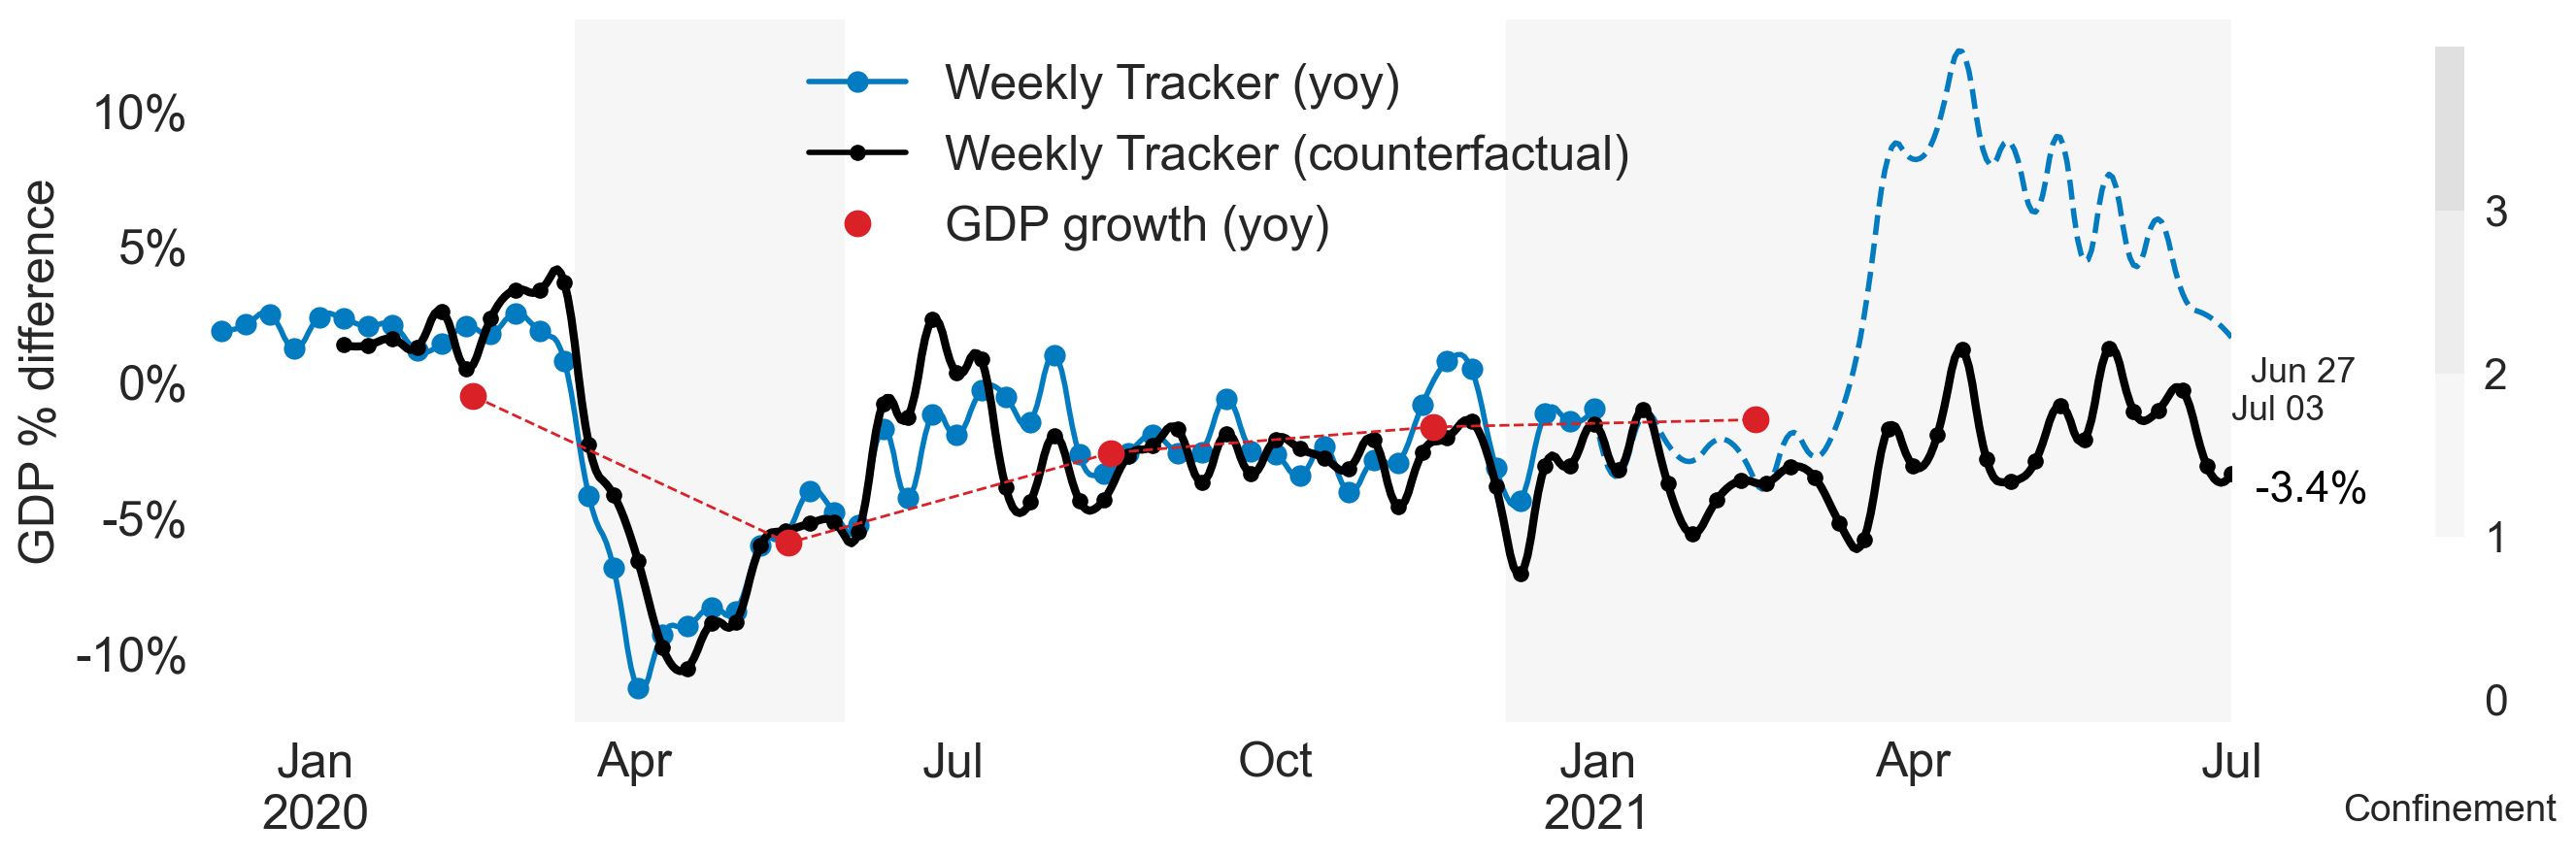 Weekly Tracker (yoy)
Weekly Tracker (counterfactual)
GDP growth (yoy)
GDP % difference
10%
5%
0%
-5%
-10%
Jan
2020
Apr
Jul
Oct
Jan
2021
Apr
Jul
Jun 27
Jul 03
-3.4%
3
2
1
0
Confinement